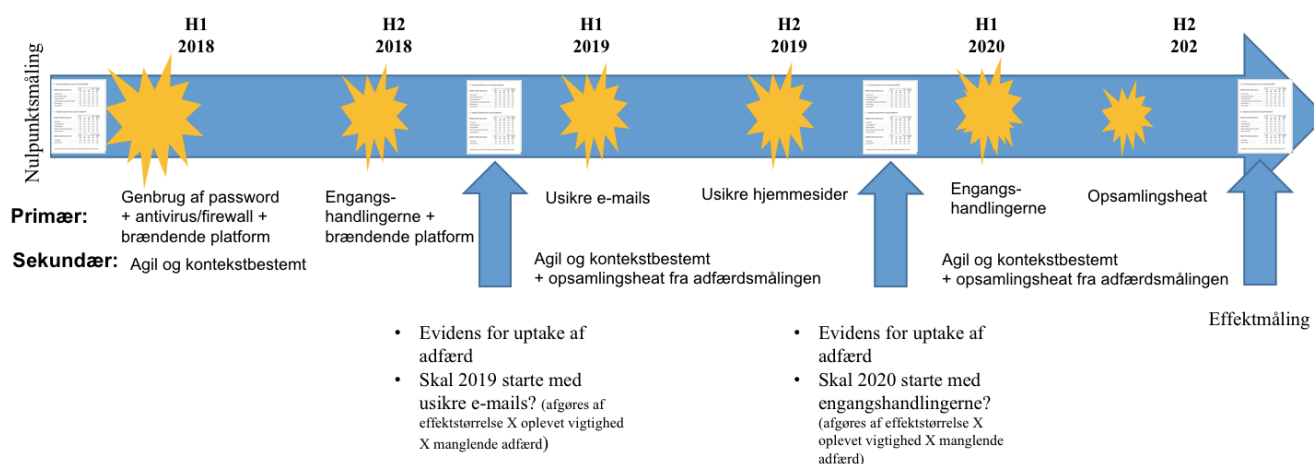 H1
2018
H2
2018
H1
2019
H2
2019
H1
2020
H2
202
Nulpunktsmåling
Primær:
Genbrug af password
+ antivirus/firewall +
brændende platform
Engangs-
handlingerne +
brændende platform
Usikre e-mails
Usikre hjemmesider
Engangs-
handlingerne
Opsamlingsheat
Sekundær:
Agil og kontekstbestemt
Agil og kontekstbestemt
+ opsamlingsheat fra adfærdsmålingen
Agil og kontekstbestemt
+ opsamlingsheat fra adfærdsmålingen
Effektmåling
• Evidens for uptake af
adfærd
• Skal 2019 starte med
usikre e-mails? (afgøres af
effektstørrelse X oplevet vigtighed
X manglende adfærd)
• Evidens for uptake af
adfærd
• Skal 2020 starte med
engangshandlingerne?
(afgøres af effektstørrelse X
oplevet vigtighed X manglende
adfærd)